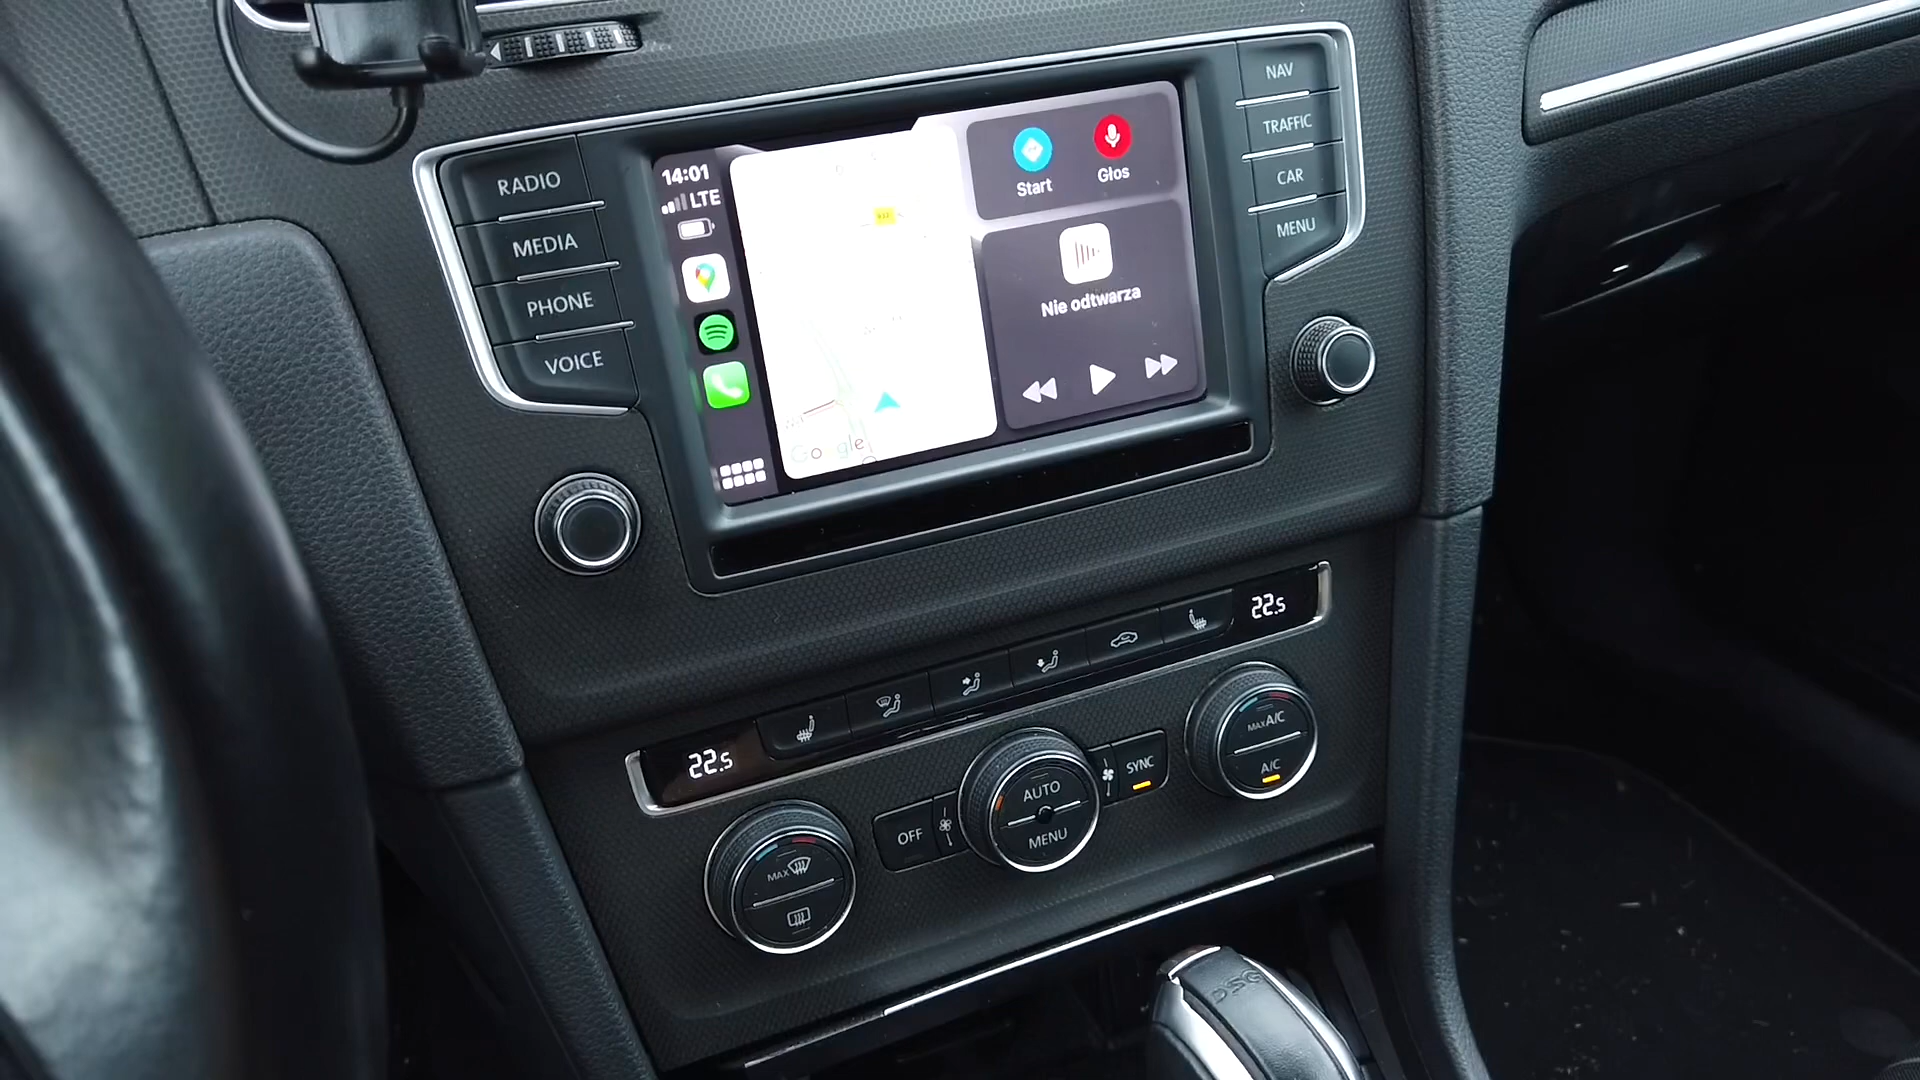 RADIO
MEDIA
PHONE
VOICE
14:01
LTE
Google
Start
Głos
Nie odtwarza
NAV
TRAFFIC
CAR
MENU
22.5
22.5
MAX
OFF
AUTO
MENU
SYNC
MAX A/C
A/C
DSG